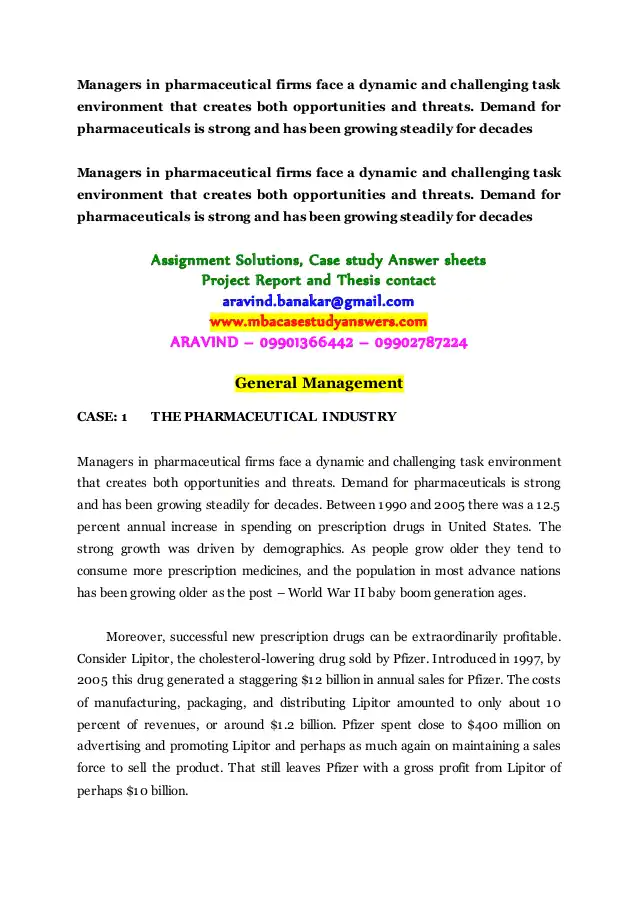 Managers in pharmaceutical firms face a dynamic and challenging task
environment that creates both opportunities and threats. Demand for
pharmaceuticals is strong and has been growing steadily for decades
Managers in pharmaceutical firms face a dynamic and challenging task
environment that creates both opportunities and threats. Demand for
pharmaceuticals is strong and has been growing steadily for decades
Assignment Solutions, Case study Answer sheets
Project Report and Thesis contact
aravind.banakar@gmail.com
www.mbacasestudyanswers.com
ARAVIND – 09901366442 – 09902787224
General Management
CASE: 1 THE PHARMACEUTICAL INDUSTRY
Managers in pharmaceutical firms face a dynamic and challenging task environment
that creates both opportunities and threats. Demand for pharmaceuticals is strong
and has been growing steadily for decades. Between 1990 and 2005 there was a 12.5
percent annual increase in spending on prescription drugs in United States. The
strong growth was driven by demographics. As people grow older they tend to
consume more prescription medicines, and the population in most advance nations
has been growing older as the post – World War II baby boom generation ages.
Moreover, successful new prescription drugs can be extraordinarily profitable.
Consider Lipitor, the cholesterol-lowering drug sold by Pfizer. Introduced in 1997, by
2005 this drug generated a staggering $12 billion in annual sales for Pfizer. The costs
of manufacturing, packaging, and distributing Lipitor amounted to only about 10
percent of revenues, or around $1.2 billion. Pfizer spent close to $400 million on
advertising and promoting Lipitor and perhaps as much again on maintaining a sales
force to sell the product. That still leaves Pfizer with a gross profit from Lipitor of
perhaps $10 billion.